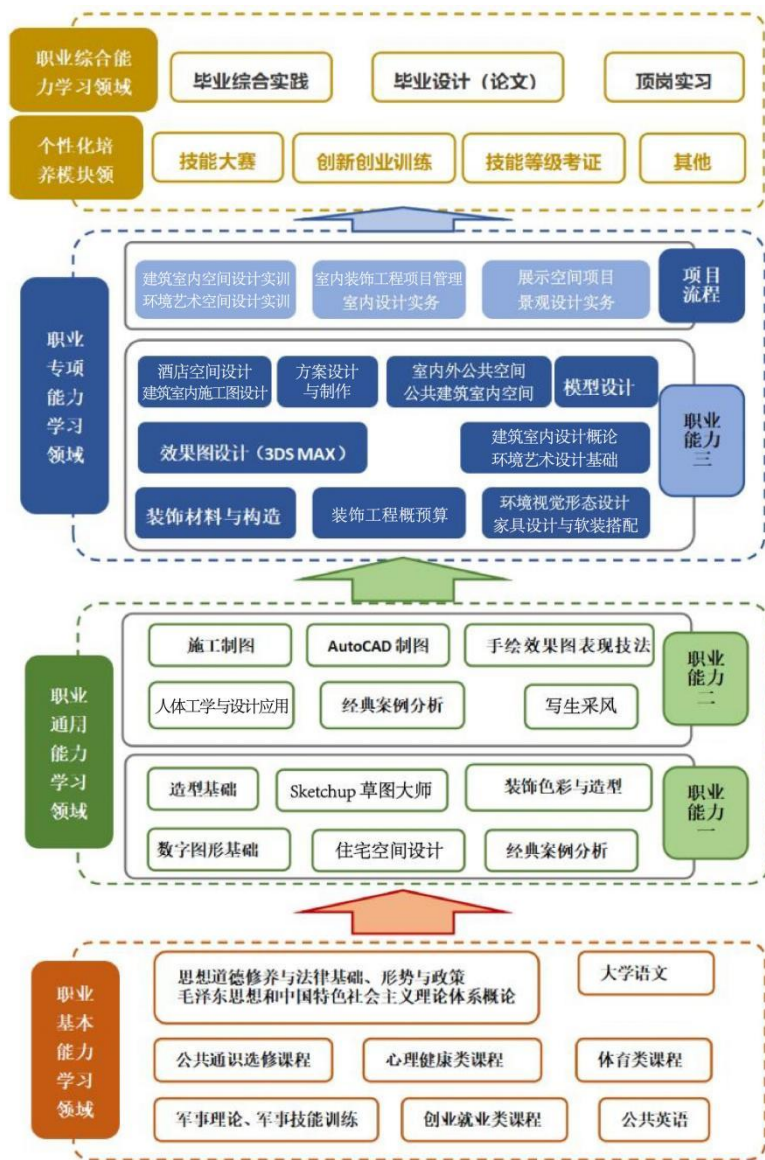 职业综合能
力学习领域
毕业综合实践
毕业设计（论文）
顶岗实习
个性化培
养模块领
技能大赛
创新创业训练
技能等级考证
其他
职业
专项
能力
学习
领域
建筑室内空间设计实训
环境艺术空间设计实训
室内装饰工程项目管理
室内设计实务
展示空间项目
景观设计实务
项目
流程
酒店空间设计
建筑室内施工图设计
方案设计
与制作
室内外公共空间
公共建筑室内空间
模型设计
效果图设计（3DS MAX）
建筑室内设计概论
环境艺术设计基础
装饰材料与构造
装饰工程概预算
环境视觉形态设计
家具设计与软装搭配
职业
能力
三
职业
通用
能力
学习
领域
施工制图
AutoCAD 制图
手绘效果图表现技法
人体工学与设计应用
经典案例分析
写生采风
职业
能力
二
造型基础
Sketchup 草图大师
装饰色彩与造型
数字图形基础
住宅空间设计
经典案例分析
职业
能力
一
职业
基本
能力
学习
领域
思想道德修养与法律基础、形势与政策
毛泽东思想和中国特色社会主义理论体系概论
大学语文
公共通识选修课程
心理健康类课程
体育类课程
军事理论、军事技能训练
创业就业类课程
公共英语